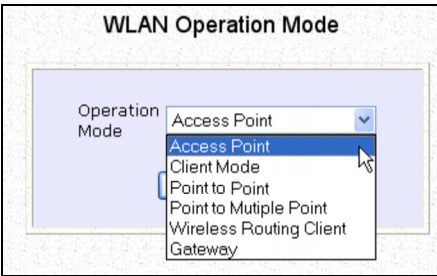 WLAN Operation Mode
Operation
Mode
Access Point
Access Point
Client Mode
Point to Point
Point to Mutiple Point
Wireless Routing Client
Gateway